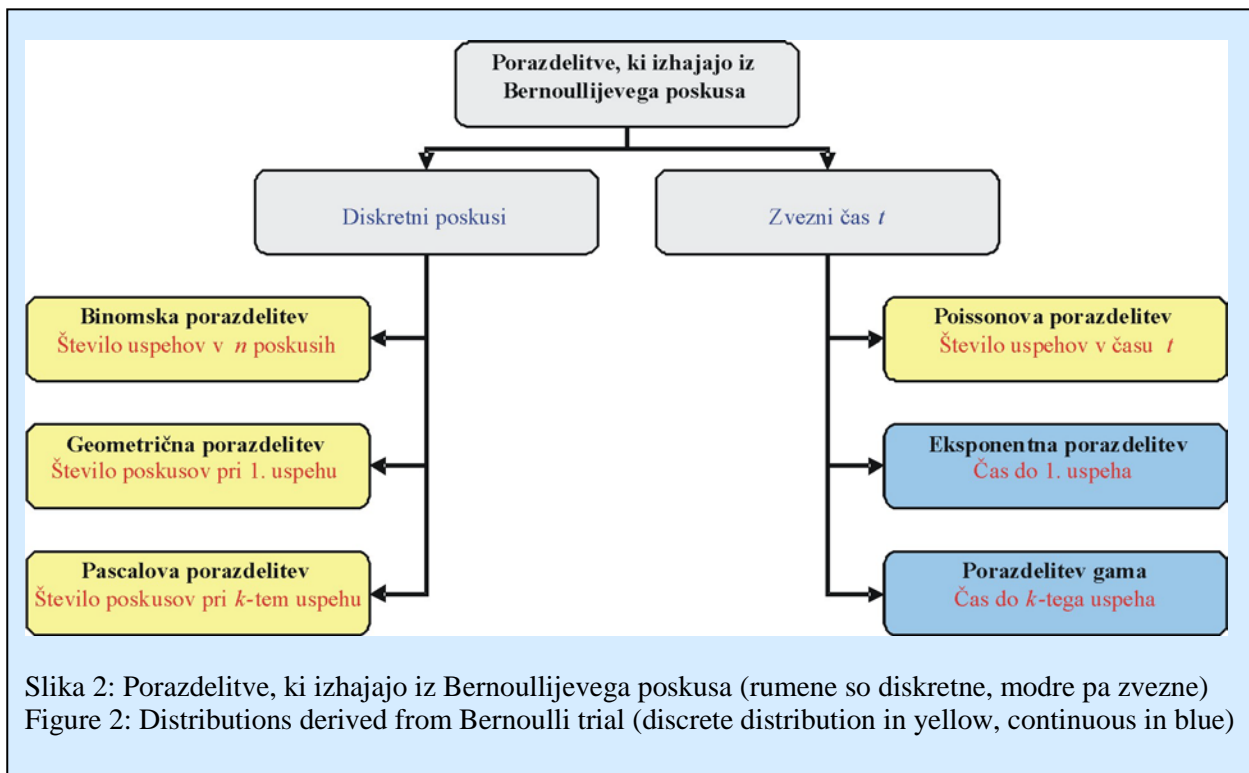 Porazdelitve, ki izhajajo iz
Bernoullijevega poskusa
Diskretni poskusi
Zvezni čas t
Binomska porazdelitev
Število uspehov v n poskusih
Geometrična porazdelitev
Število poskusov pri 1. uspehu
Pascalova porazdelitev
Število poskusov pri k-tem uspehu
Poissonova porazdelitev
Število uspehov v času t
Eksponentna porazdelitev
Čas do 1. uspeha
Porazdelitev gama
Čas do k-tega uspeha
Slika 2: Porazdelitve, ki izhajajo iz Bernoullijevega poskusa (rumene so diskretne, modre pa zvezne)
Figure 2: Distributions derived from Bernoulli trial (discrete distribution in yellow, continuous in blue)